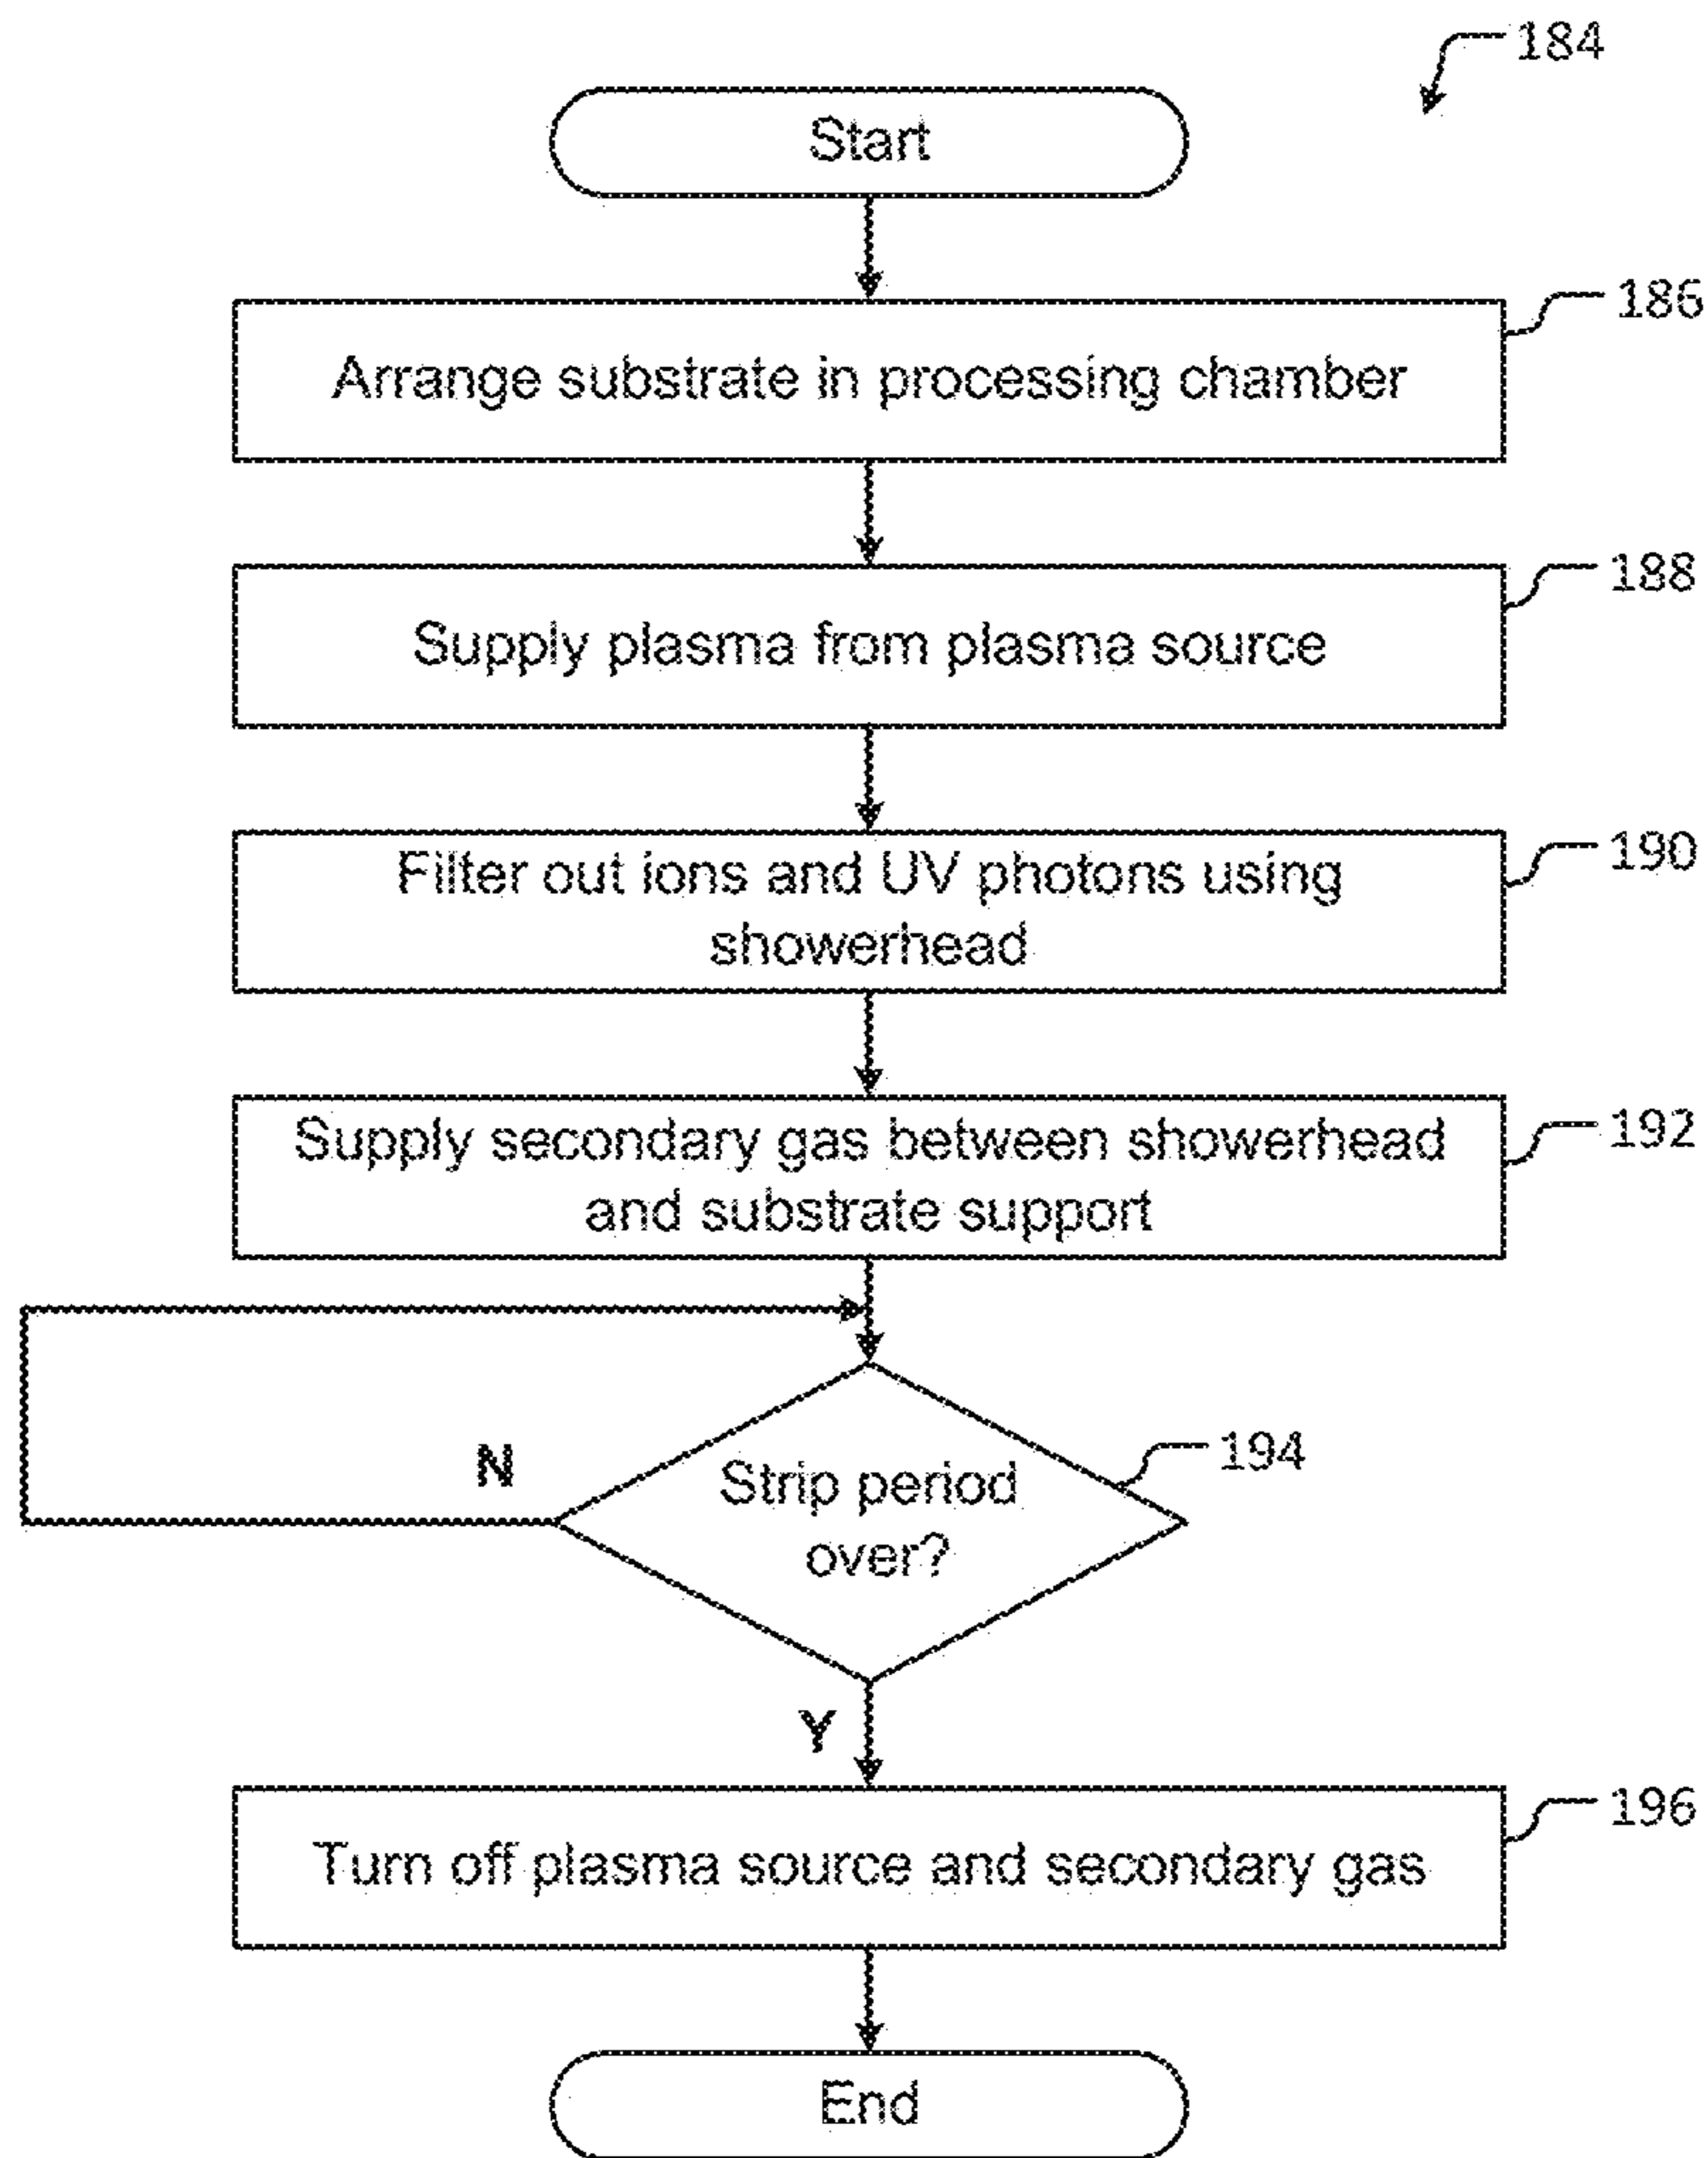 184
Start
186
Arrange substrate in processing chamber
188
Supply plasma from plasma source
190
Filter out ions and UV photons using
showerhead
192
Supply secondary gas between showerhead
and substrate support
194
N
Strip period
over?
Y
196
Turn off plasma source and secondary gas
End